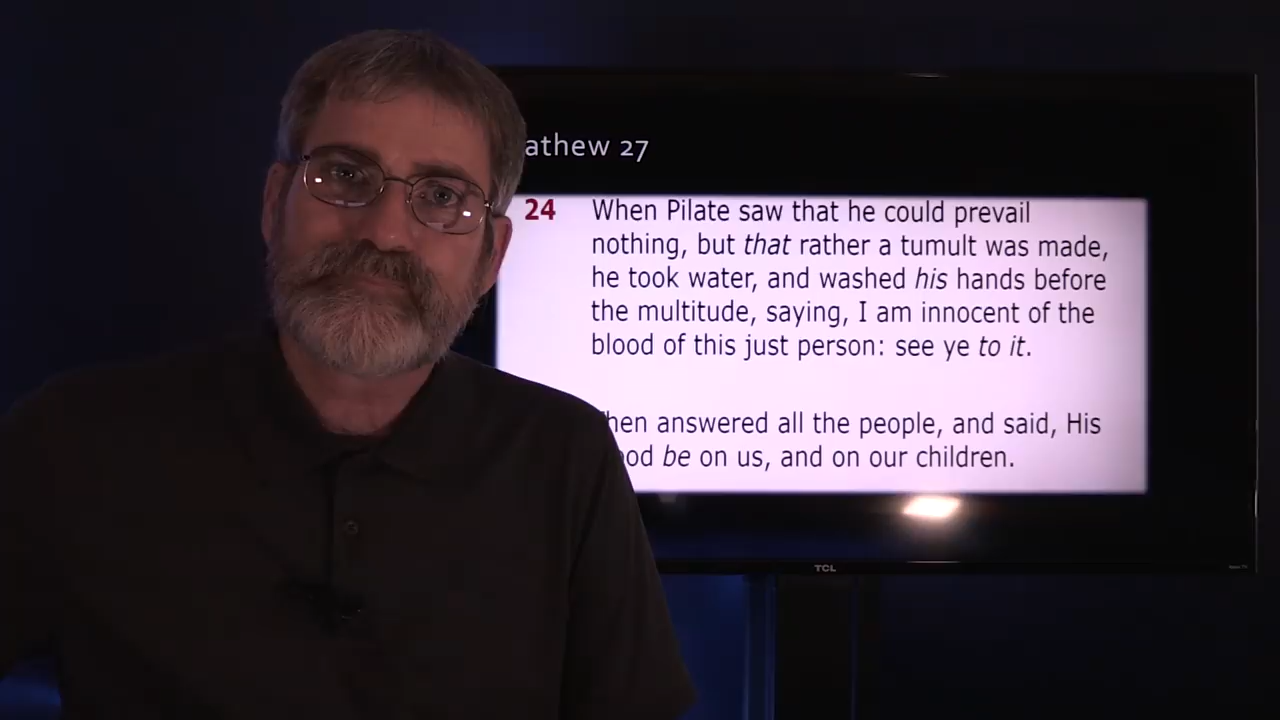 athew 27
24 When Pilate saw that he could prevail
nothing, but that rather a tumult was made,
he took water, and washed his hands before
the multitude, saying, I am innocent of the
blood of this just person: see ye to it.
hen answered all the people, and said, His
ood be on us, and on our children.
TCL